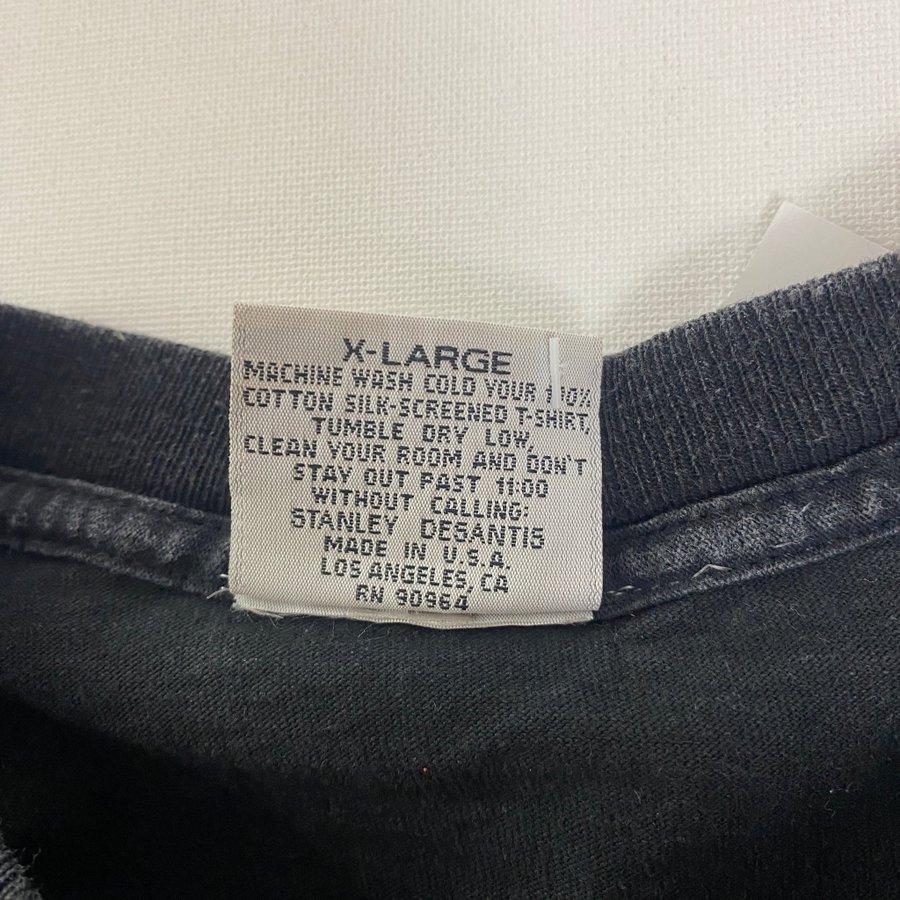 X-LARGE
MACHINE WASH COLD YOUR 100%
COTTON SILK-SCREENED T-SHIRT,
TUMBLE DRY LOW,
CLEAN YOUR ROOM AND DON'T
STAY OUT PAST 11:00
WITHOUT CALLING:
STANLEY DESANTIS
MADE IN U.S.A.
LOS ANGELES, CA
RN 90964